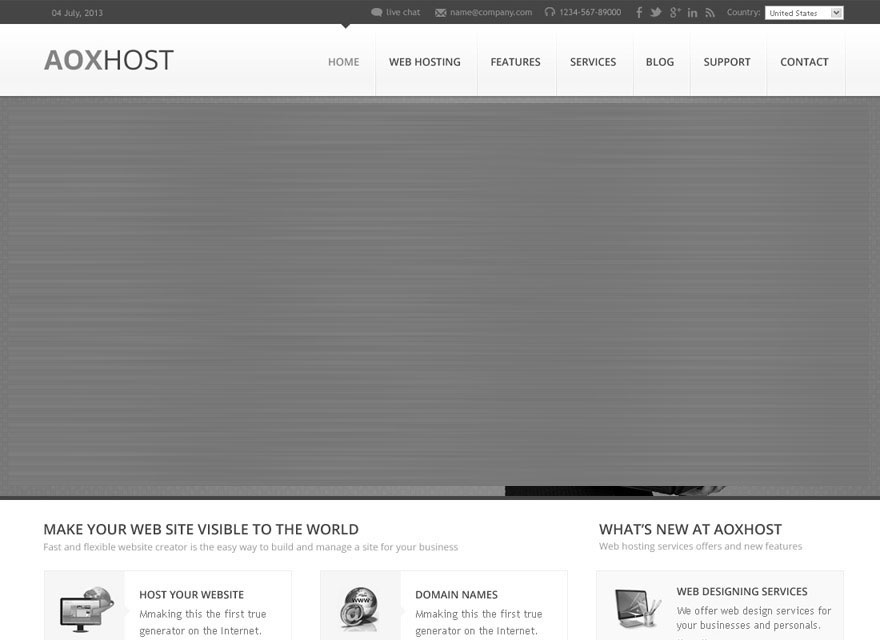 04 July, 2013
live chat
name@company.com
1234-567-89000
Country:
United States
AOXHOST
HOME
WEB HOSTING
FEATURES
SERVICES
BLOG
SUPPORT
CONTACT
MAKE YOUR WEB SITE VISIBLE TO THE WORLD
Fast and flexible website creator is the easy way to build and manage a site for your business
HOST YOUR WEBSITE
Mmaking this the first true
generator on the Internet.
DOMAIN NAMES
Mmaking this the first true
generator on the Internet.
WHAT'S NEW AT AOXHOST
Web hosting services offers and new features
WEB DESIGNING SERVICES
We offer web design services for
your businesses and personals.